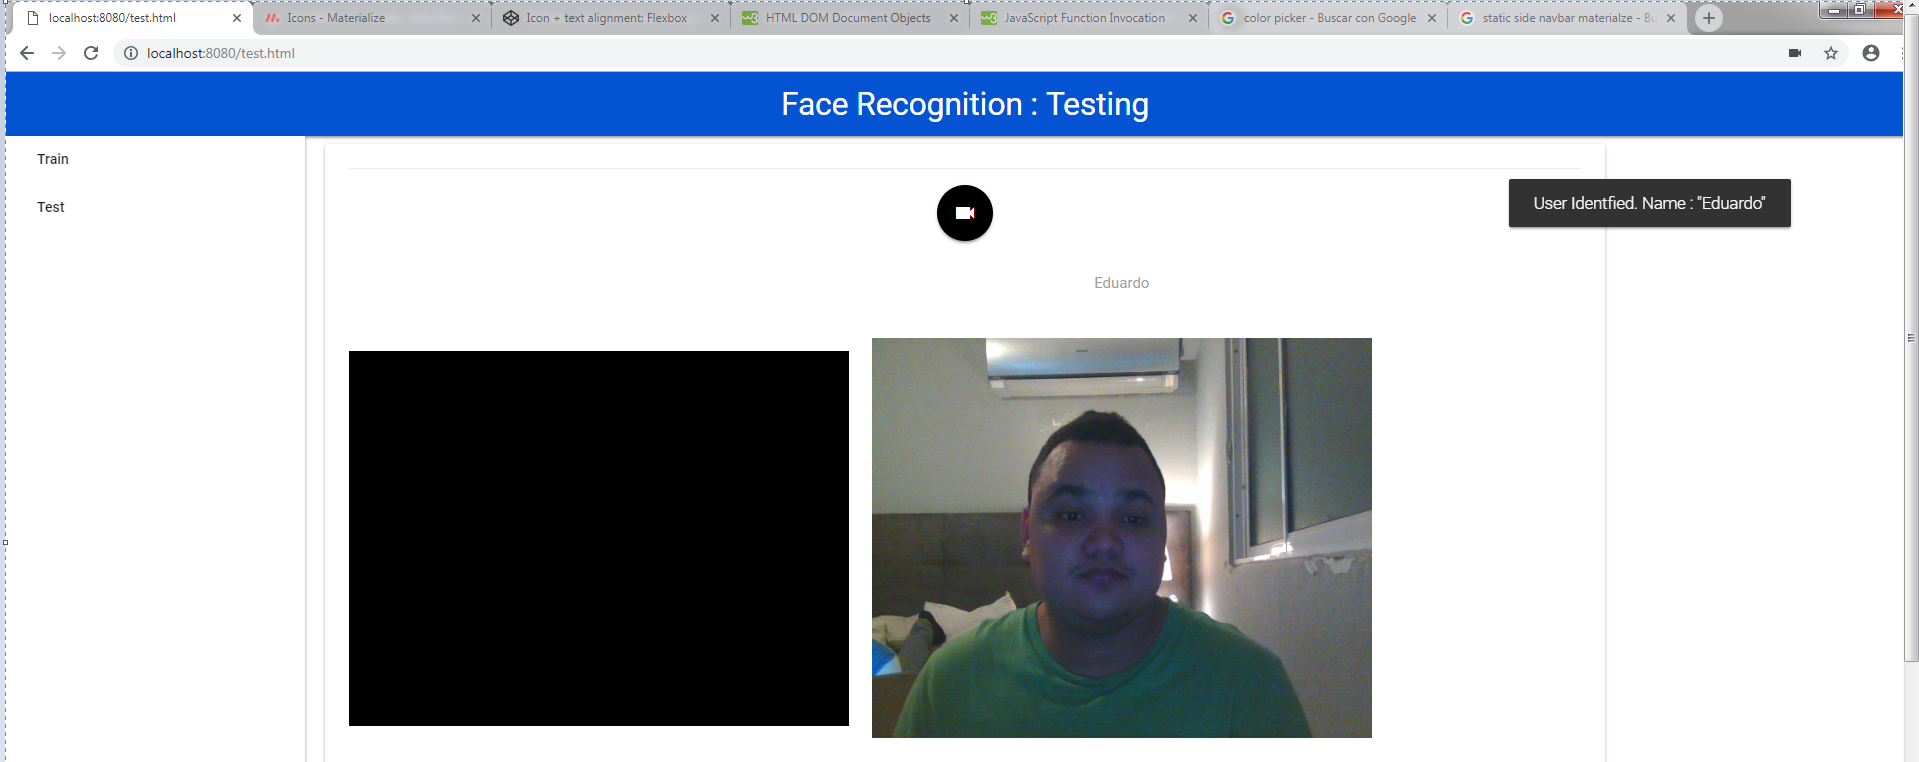 localhost:8080/test.html
Icons - Materialize
Icon + text alignment: Flexbox
HTML DOM Document Objects
JavaScript Function Invocation
color picker - Buscar con Google
static side navbar materialze - Bu
localhost:8080/test.html
Face Recognition : Testing
Train
Test
User Identfied. Name : "Eduardo"
Eduardo